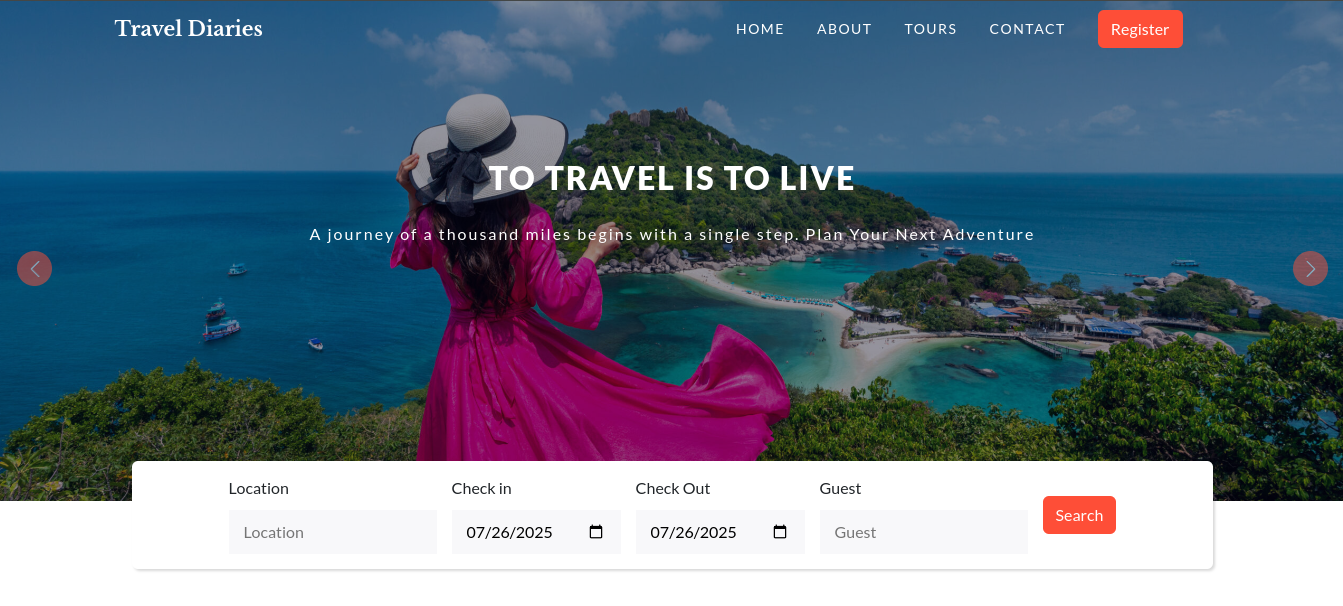 Travel Diaries
HOME ABOUT TOURS CONTACT Register
TO TRAVEL IS TO LIVE
A journey of a thousand miles begins with a single step. Plan Your Next Adventure
Location Check in Check Out Guest
Location 07/26/2025 07/26/2025 Guest Search